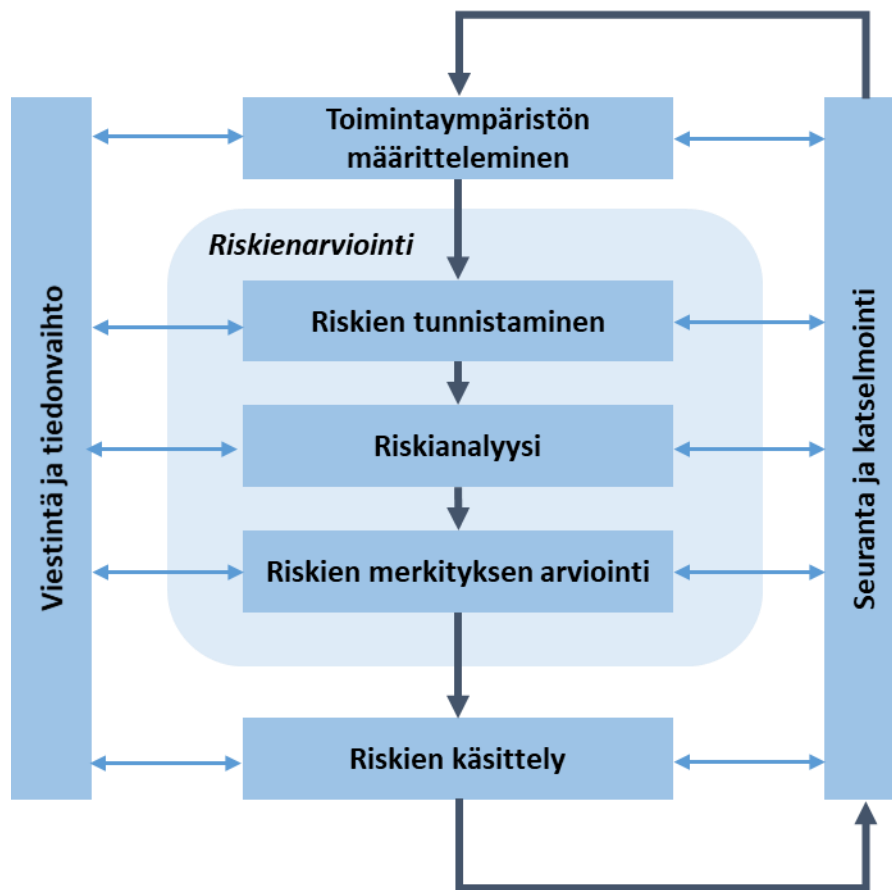 Toimintaympäristön
määritteleminen
Riskienarviointi
Riskien tunnistaminen
Riskianalyysi
Riskien merkityksen arviointi
Riskien käsittely
Viestintä ja tiedonvaihto
Seuranta ja katselmointi